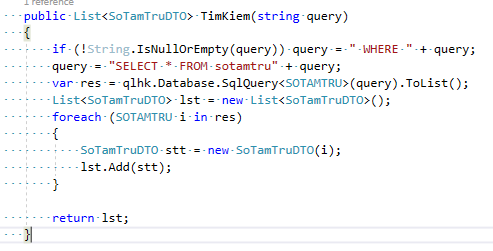 1 reference
public List<SoTamTruDTO> TimKiem(string query)
{
if (!String.IsNullOrEmpty(query)) query = " WHERE " + query;
query = "SELECT * FROM sotamtru" + query;
var res = qlhk.Database.SqlQuery<SOTAMTRU>(query).ToList();
List<SoTamTruDTO> lst = new List<SoTamTruDTO>();
foreach (SOTAMTRU i in res)
{
SoTamTruDTO stt = new SoTamTruDTO(i);
lst.Add(stt);
}
return lst;
}